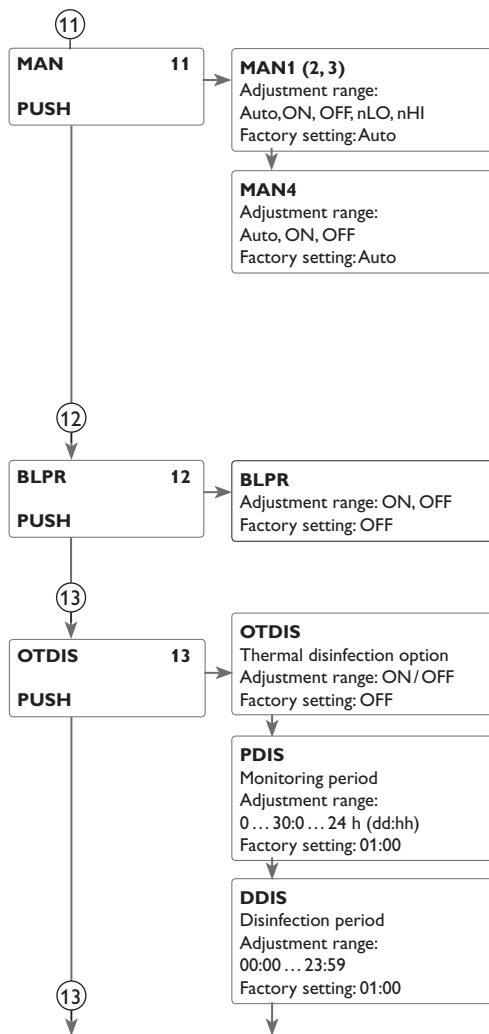 11
MAN 11
PUSH
MAN1 (2, 3)
Adjustment range:
Auto, ON, OFF, nLO, nHI
Factory setting: Auto
MAN4
Adjustment range:
Auto, ON, OFF
Factory setting: Auto
12
BLPR 12
PUSH
BLPR
Adjustment range: ON, OFF
Factory setting: OFF
13
OTDIS 13
PUSH
OTDIS
Thermal disinfection option
Adjustment range: ON / OFF
Factory setting: OFF
PDIS
Monitoring period
Adjustment range:
0 … 30:0 … 24 h (dd:hh)
Factory setting: 01:00
DDIS
Disinfection period
Adjustment range:
00:00 … 23:59
Factory setting: 01:00
13